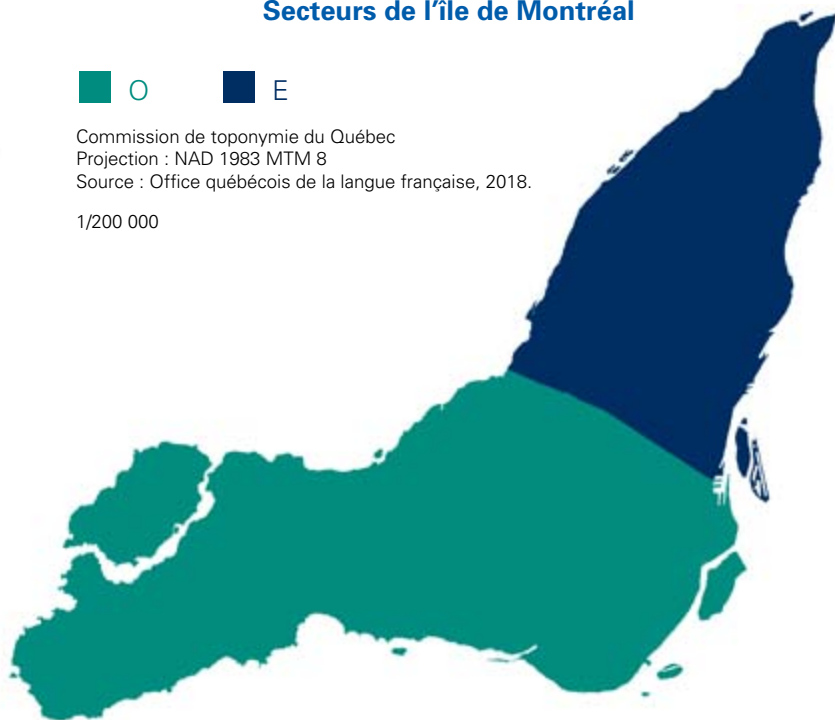 Secteurs de l'île de Montréal
O E
Commission de toponymie du Québec
Projection : NAD 1983 MTM 8
Source : Office québécois de la langue française, 2018.
1/200 000